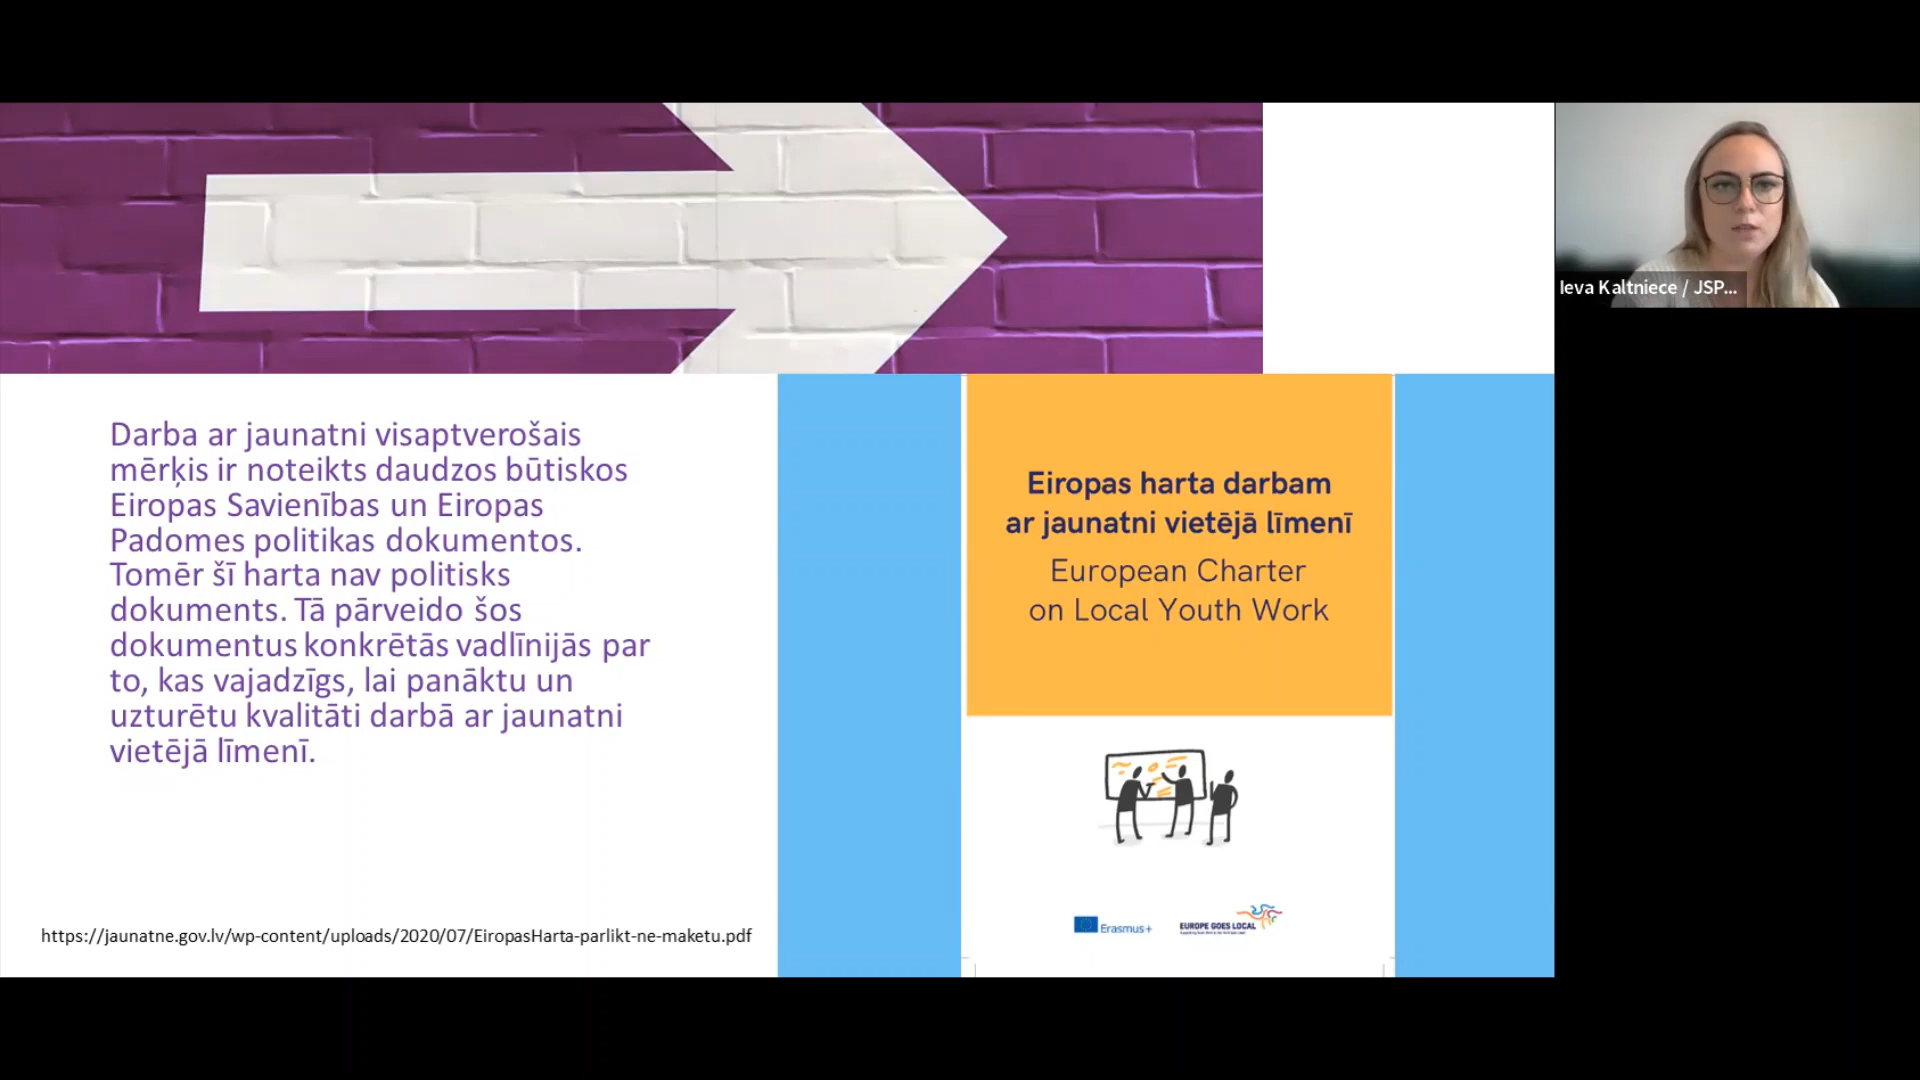 Ieva Kaltniece / JSP...
Darba ar jaunatni visaptverošais
mērķis ir noteikts daudzos būtiskos
Eiropas Savienības un Eiropas
Padomes politikas dokumentos.
Tomēr šī harta nav politisks
dokuments. Tā pārveido šos
dokumentus konkrētās vadlīnijās par
to, kas vajadzīgs, lai panāktu un
uzturētu kvalitāti darbā ar jaunatni
vietējā līmenī.
https://jaunatne.gov.lv/wp-content/uploads/2020/07/EiropasHarta-parlikt-ne-maketu.pdf
Eiropas harta darbam
ar jaunatni vietējā līmenī
European Charter
on Local Youth Work
Erasmus+
EUROPE GOES LOCAL